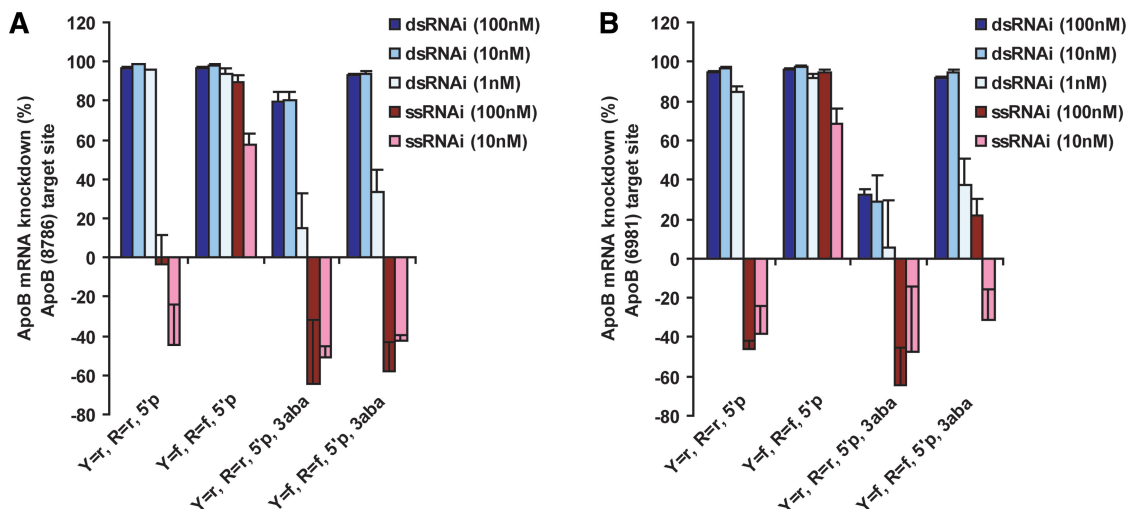 A
ApoB mRNA knockdown (%)
ApoB (8786) target site
120
100
80
60
40
20
0
-20
-40
-60
-80
dsRNAi (100nM)
dsRNAi (10nM)
dsRNAi (1nM)
ssRNAi (100nM)
ssRNAi (10nM)
Y=r, R=r, 5'p
Y=f, R=f, 5'p
Y=r, R=r, 5'p, 3aba
Y=f, R=f, 5'p, 3aba
B
ApoB mRNA knockdown (%)
ApoB (6981) target site
120
100
80
60
40
20
0
-20
-40
-60
-80
dsRNAi (100nM)
dsRNAi (10nM)
dsRNAi (1nM)
ssRNAi (100nM)
ssRNAi (10nM)
Y=r, R=r, 5'p
Y=f, R=f, 5'p
Y=r, R=r, 5'p, 3aba
Y=f, R=f, 5'p, 3aba